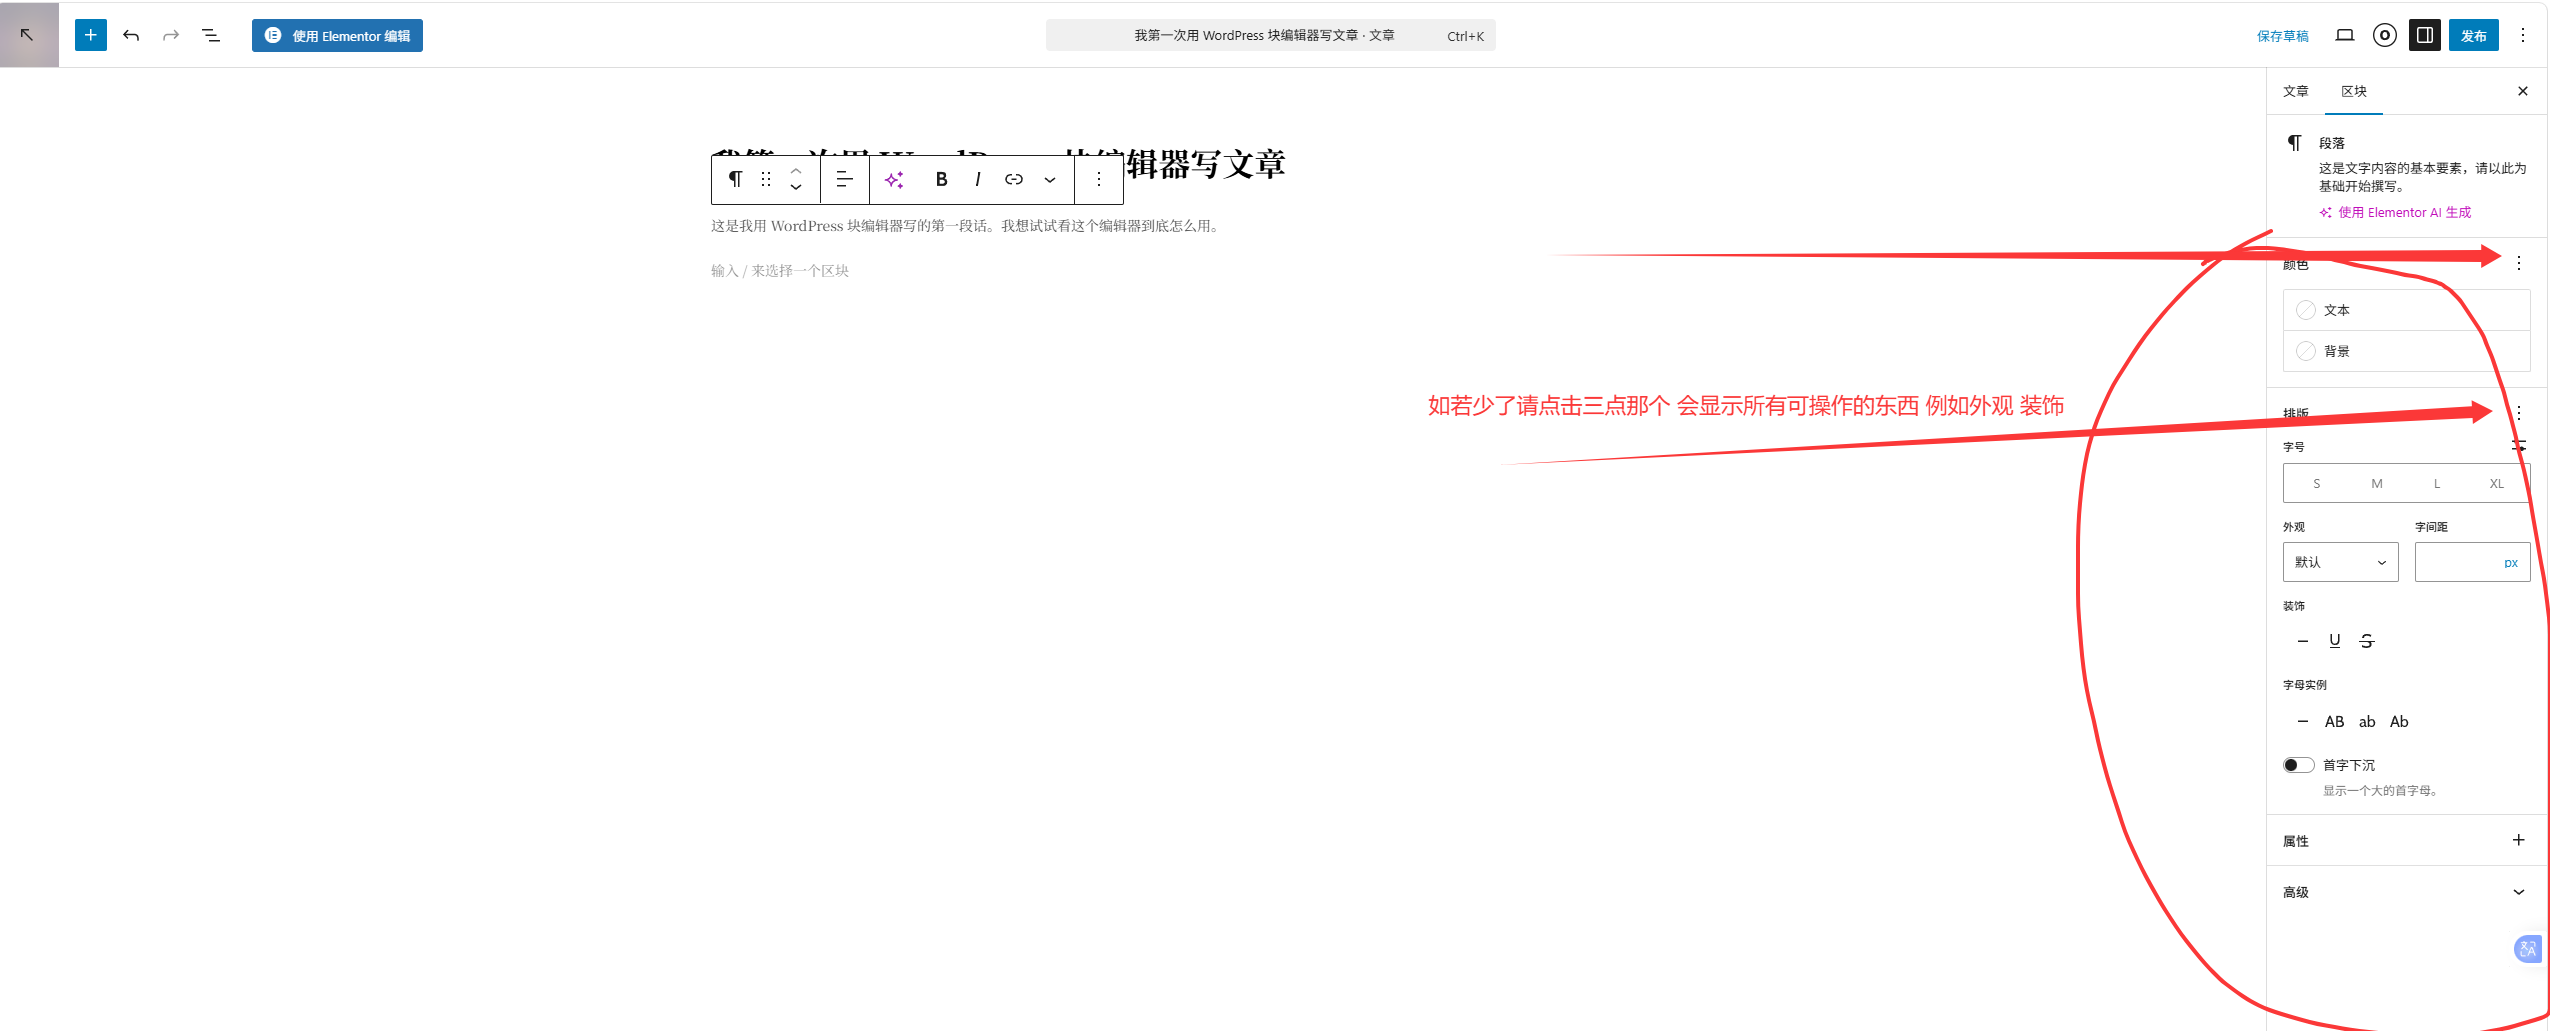 使用 Elementor 编辑
我第一次用 WordPress 块编辑器写文章 · 文章 Ctrl+K
保存草稿
发布
文章 区块
段落
这是文字内容的基本要素，请以此为
基础开始撰写。
使用 Elementor AI 生成
我第一次用 WordPress 块编辑器写文章
B I
这是我用 WordPress 块编辑器写的第一段话。我想试试看这个编辑器到底怎么用。
输入 / 来选择一个区块
颜色
文本
背景
如若少了请点击三点那个 会显示所有可操作的东西 例如外观 装饰
排版
字号
S M L XL
外观 字间距
默认 px
装饰
U S
字母实例
AB ab Ab
首字下沉
显示一个大的首字母。
属性
高级